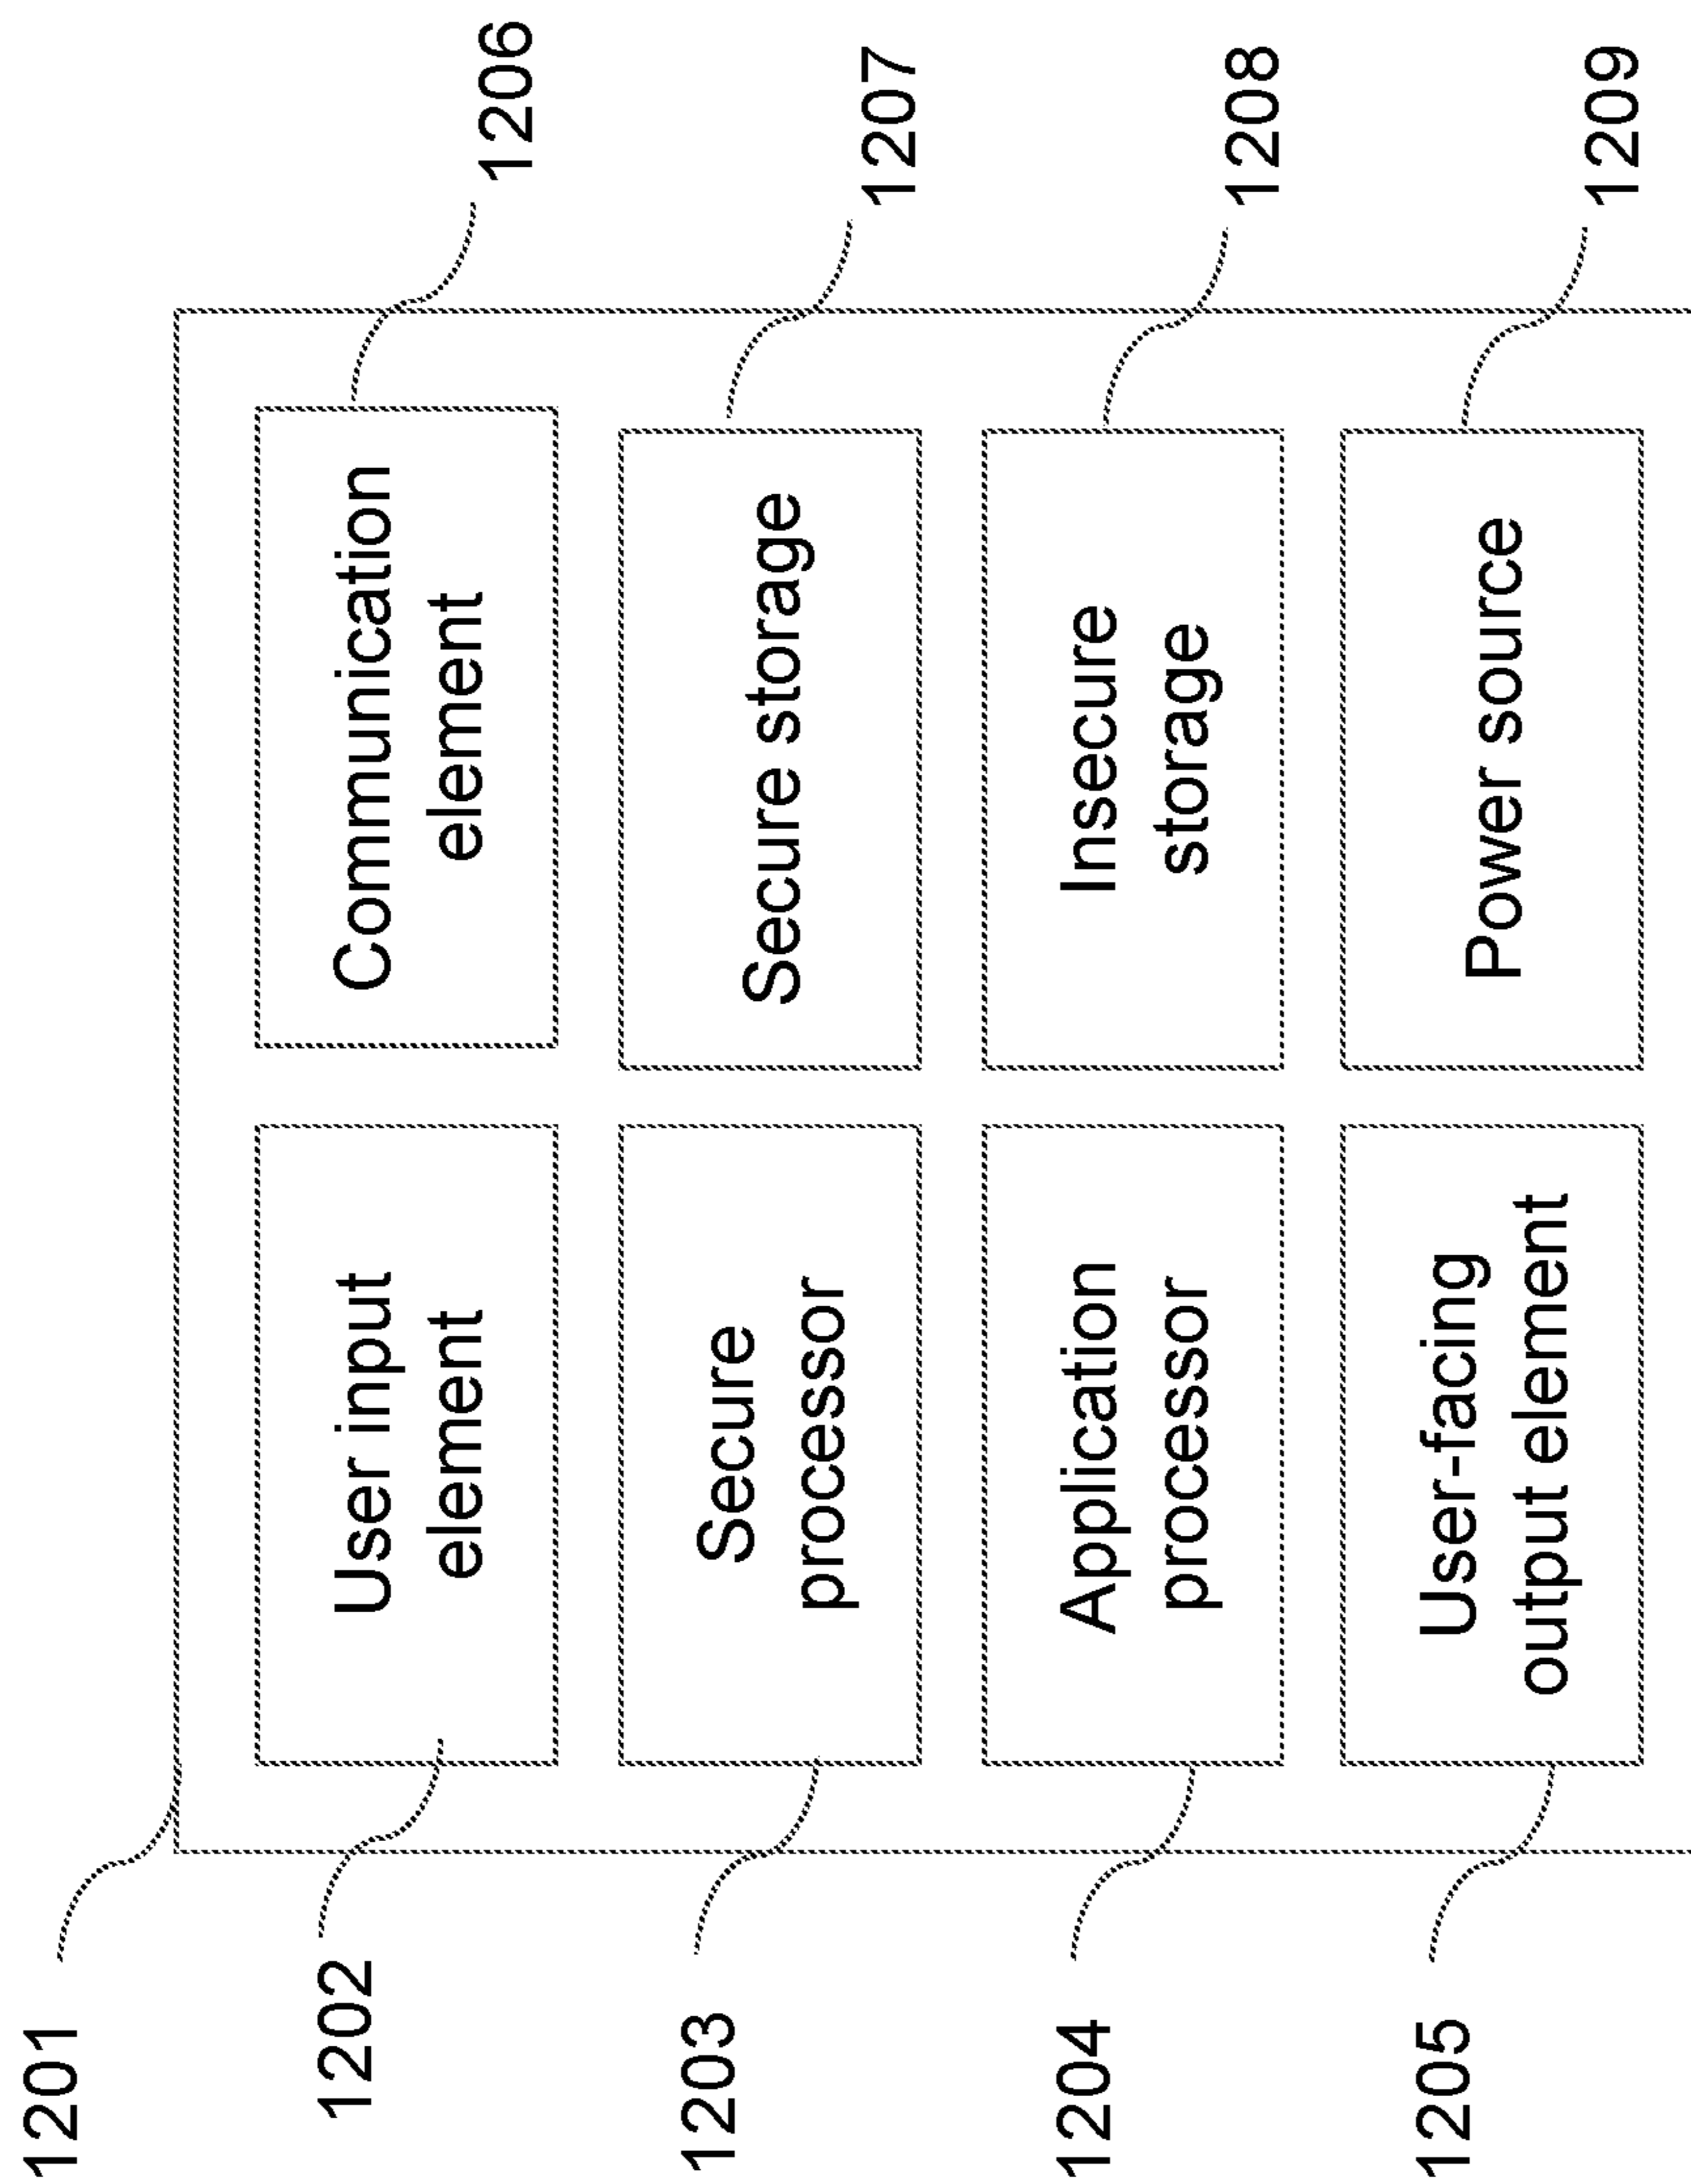 1201
1202
User input
element
Communication
element
1206
1203
Secure
processor
Secure storage
1207
1204
Application
processor
Insecure
storage
1208
1205
User-facing
output element
Power source
1209